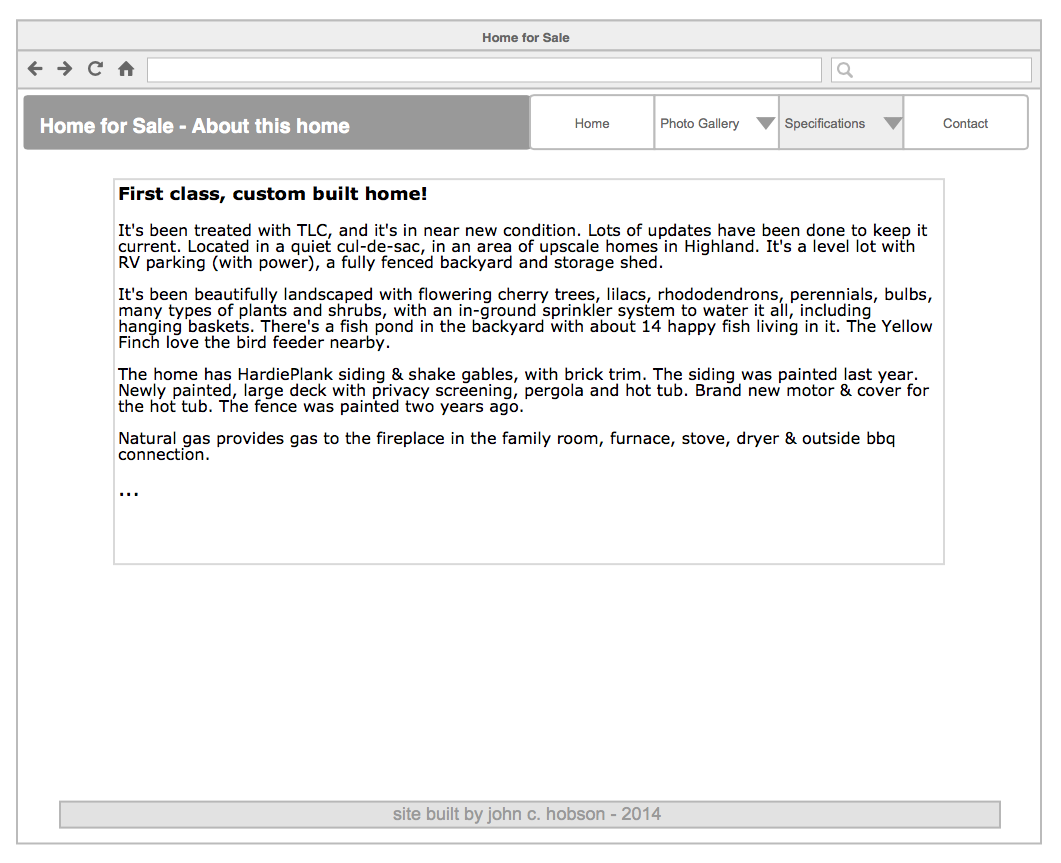 Home for Sale
Home for Sale - About this home
Home
Photo Gallery
Specifications
Contact
First class, custom built home!
It's been treated with TLC, and it's in near new condition. Lots of updates have been done to keep it
current. Located in a quiet cul-de-sac, in an area of upscale homes in Highland. It's a level lot with
RV parking (with power), a fully fenced backyard and storage shed.
It's been beautifully landscaped with flowering cherry trees, lilacs, rhododendrons, perennials, bulbs,
many types of plants and shrubs, with an in-ground sprinkler system to water it all, including
hanging baskets. There's a fish pond in the backyard with about 14 happy fish living in it. The Yellow
Finch love the bird feeder nearby.
The home has HardiePlank siding & shake gables, with brick trim. The siding was painted last year.
Newly painted, large deck with privacy screening, pergola and hot tub. Brand new motor & cover for
the hot tub. The fence was painted two years ago.
Natural gas provides gas to the fireplace in the family room, furnace, stove, dryer & outside bbq
connection.
...
site built by john c. hobson - 2014